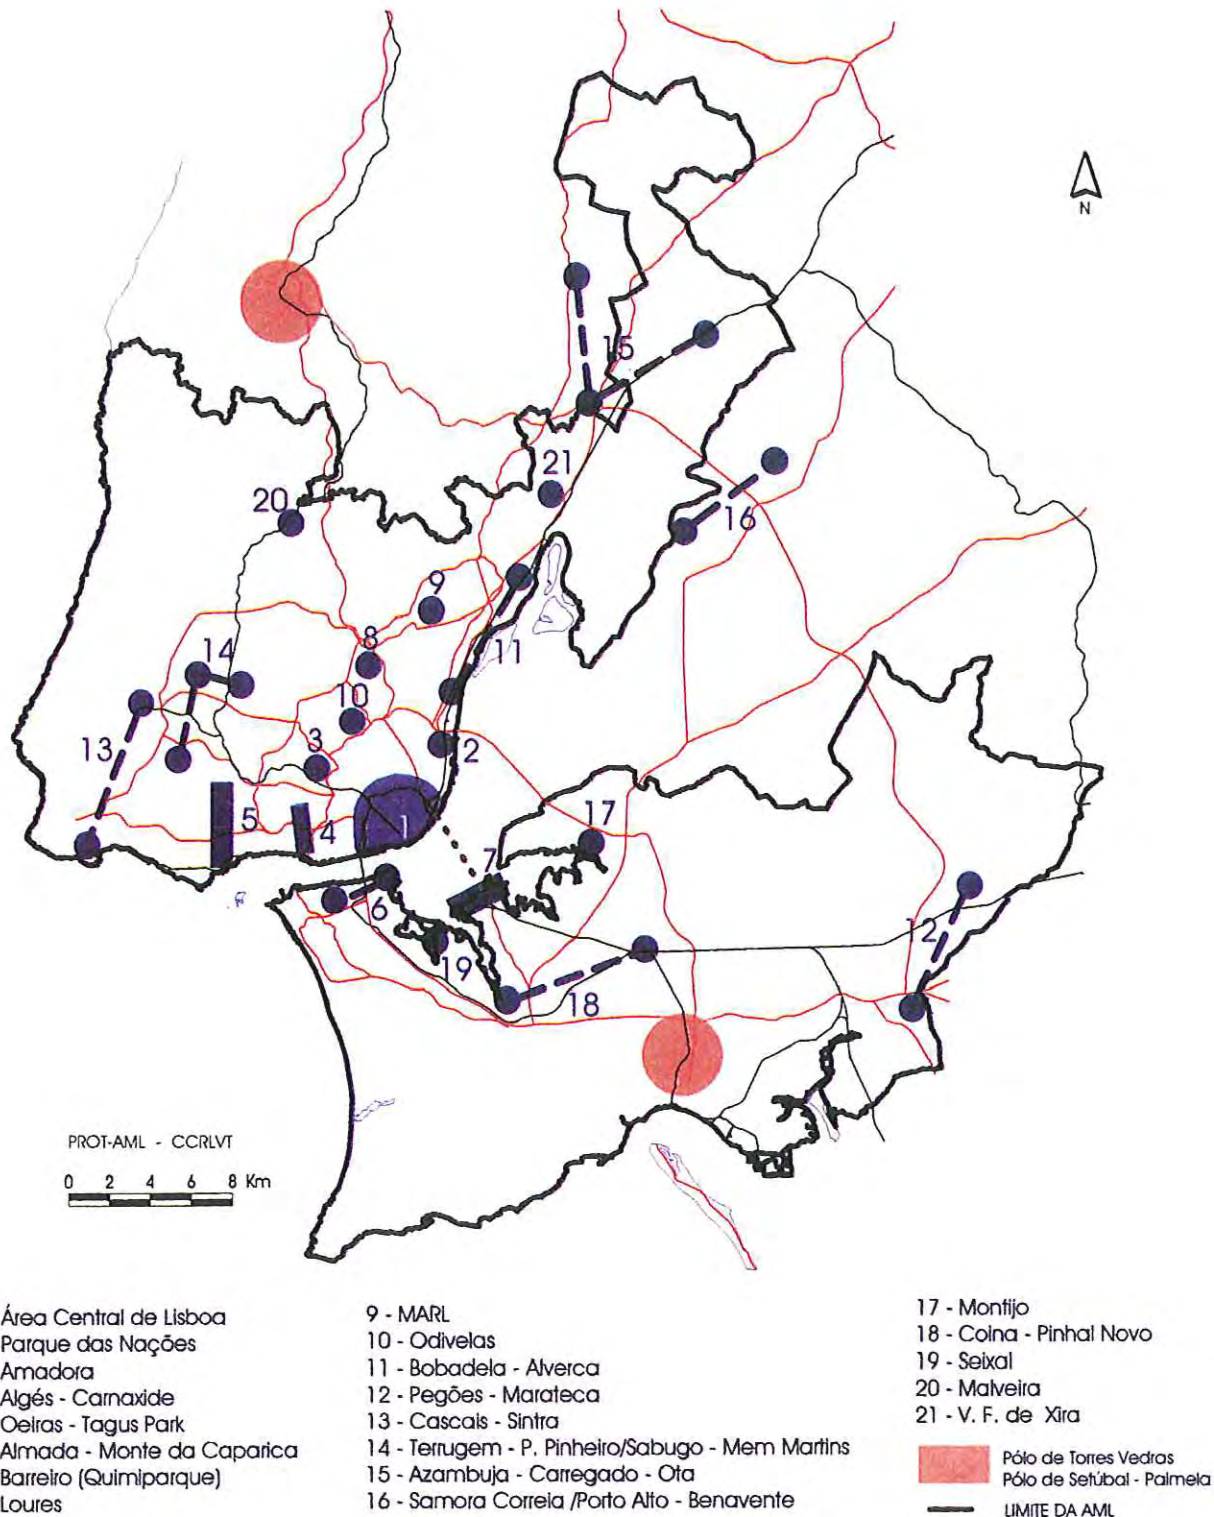 N
15
21
20
16
9
8
11
14
10
13
3
2
5
4
1
17
7
6
12
19
18
PROT-AML - CCRLVT
0 2 4 6 8 Km
Área Central de Lisboa
Parque das Nações
Amadora
Algés - Carnaxide
Oeiras - Tagus Park
Almada - Monte da Caparica
Barreiro (Quimiparque)
Loures
9 - MARL
10 - Odivelas
11 - Bobadela - Alverca
12 - Pegões - Marateca
13 - Cascais - Sintra
14 - Terrugem - P. Pinheiro/Sabugo - Mem Martins
15 - Azambuja - Carregado - Ota
16 - Samora Correia /Porto Alto - Benavente
17 - Montijo
18 - Coina - Pinhal Novo
19 - Seixal
20 - Malveira
21 - V. F. de Xira
Pólo de Torres Vedras
Pólo de Setúbal - Palmela
LIMITE DA AML